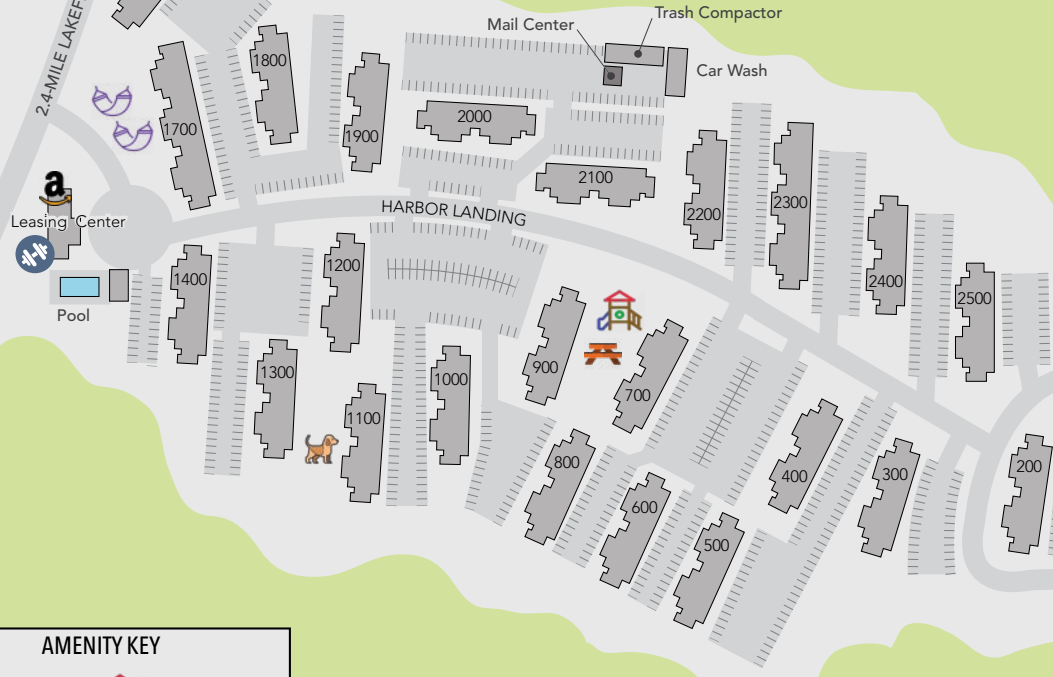 Trash Compactor
Mail Center
Car Wash
2.4-MILE LAKEF
1800
1700
1900
2000
2100
2200
2300
2400
2500
a
Leasing Center
HARBOR LANDING
1400
1200
Pool
1300
1100
1000
900
700
800
600
500
400
300
200
AMENITY KEY